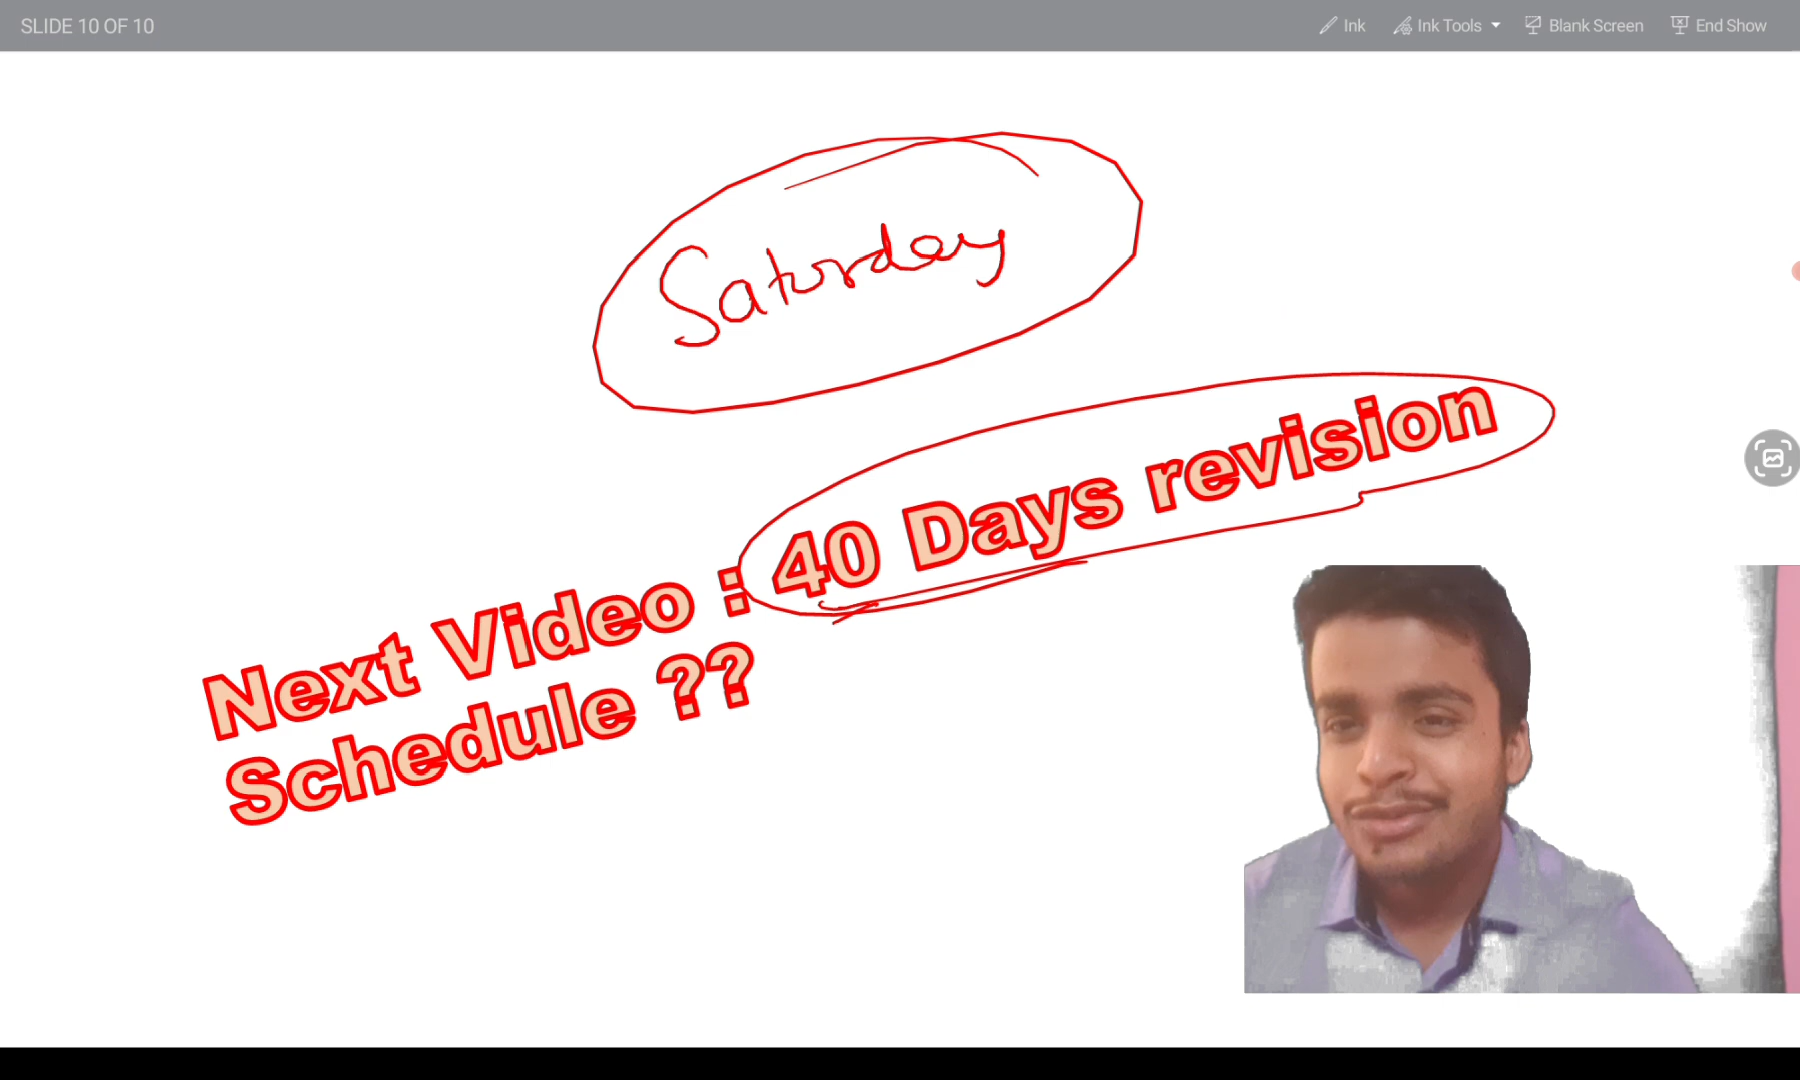 SLIDE 10 OF 10
Ink
Ink Tools
Blank Screen
End Show
Saturday
Next Video : 40 Days revision
Schedule ??